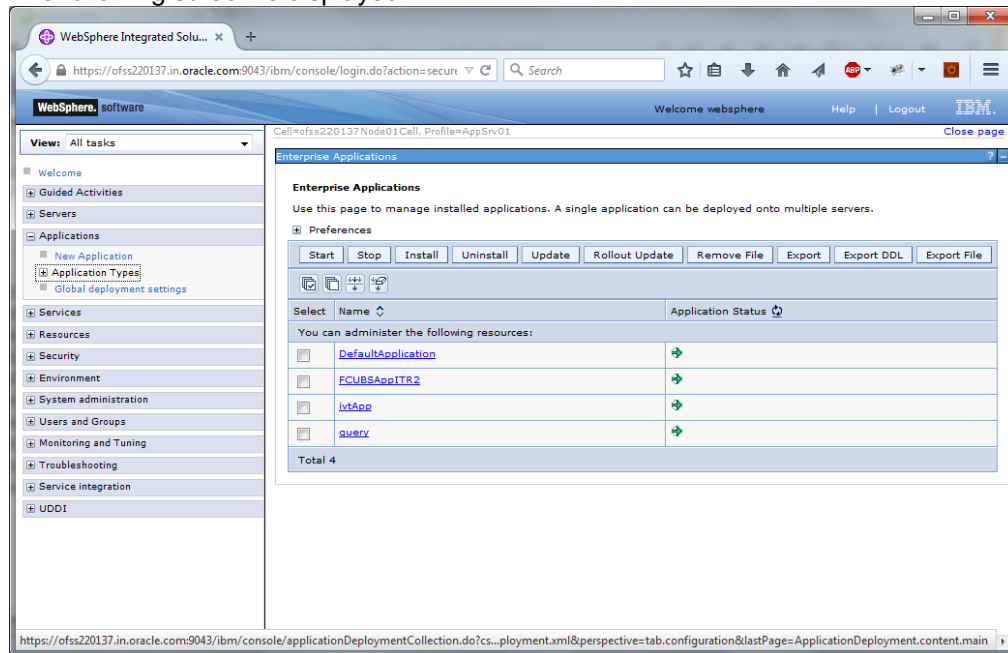 WebSphere Integrated Solu... × +
https://ofss220137.in.oracle.com:9043/ibm/console/login.do?action=secure
Search
ABP
WebSphere. software
Welcome websphere
Help | Logout
IBM.
View: All tasks
Welcome
Guided Activities
Servers
Applications
New Application
Application Types
Global deployment settings
Services
Resources
Security
Environment
System administration
Users and Groups
Monitoring and Tuning
Troubleshooting
Service integration
UDDI
Cell=ofss220137Node01Cell, Profile=AppSrv01
Close page
Enterprise Applications
? -
Enterprise Applications
Use this page to manage installed applications. A single application can be deployed onto multiple servers.
Preferences
Start Stop Install Uninstall Update Rollout Update Remove File Export Export DDL Export File
Select Name Application Status
You can administer the following resources:
DefaultApplication
FCUBSAppITR2
ivtApp
query
Total 4
https://ofss220137.in.oracle.com:9043/ibm/console/applicationDeploymentCollection.do?cs...ployment.xml&perspective=tab.configuration&lastPage=ApplicationDeployment.content.main